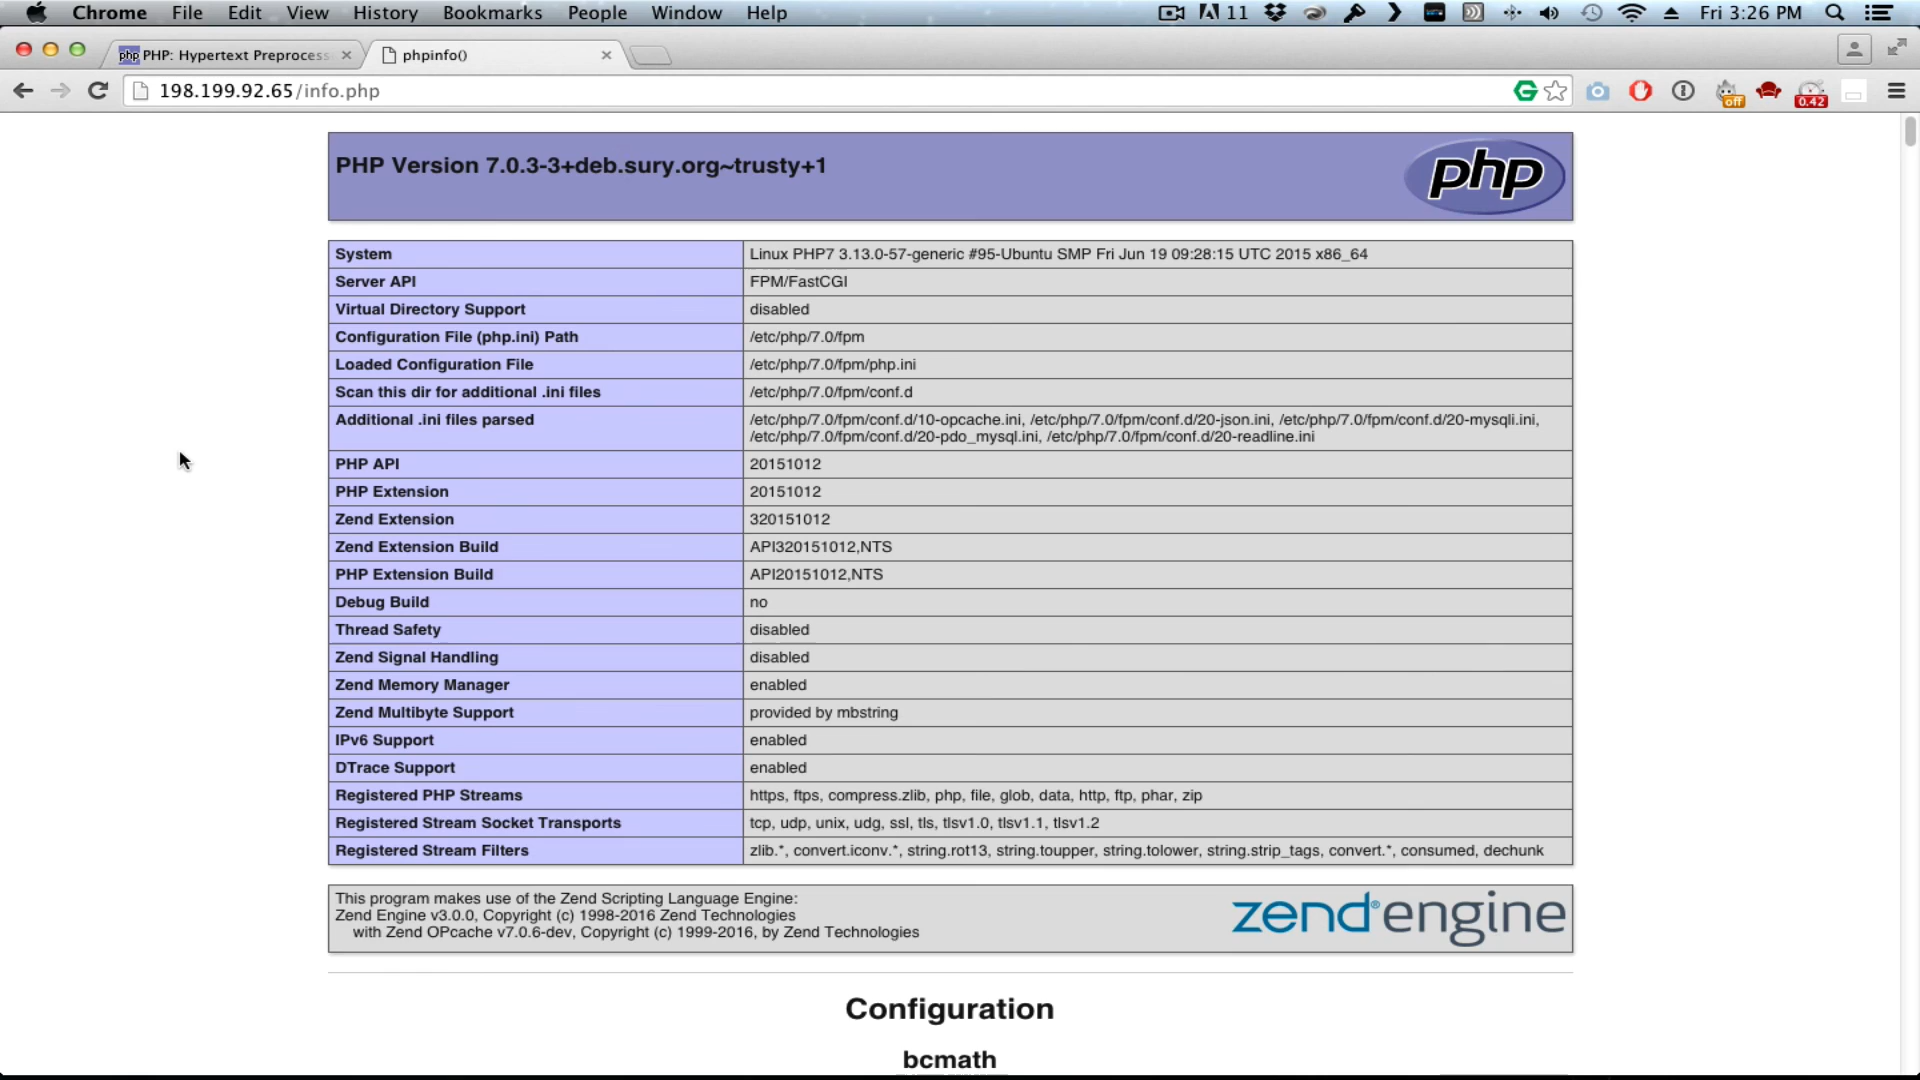 Chrome File Edit View History Bookmarks People Window Help 11 Fri 3:26 PM
php PHP: Hypertext Preprocess phpinfo()
198.199.92.65/info.php off 0.42
PHP Version 7.0.3-3+deb.sury.org~trusty+1 php
System Linux PHP7 3.13.0-57-generic #95-Ubuntu SMP Fri Jun 19 09:28:15 UTC 2015 x86_64
Server API FPM/FastCGI
Virtual Directory Support disabled
Configuration File (php.ini) Path /etc/php/7.0/fpm
Loaded Configuration File /etc/php/7.0/fpm/php.ini
Scan this dir for additional .ini files /etc/php/7.0/fpm/conf.d
Additional .ini files parsed /etc/php/7.0/fpm/conf.d/10-opcache.ini, /etc/php/7.0/fpm/conf.d/20-json.ini, /etc/php/7.0/fpm/conf.d/20-mysqli.ini,
/etc/php/7.0/fpm/conf.d/20-pdo_mysql.ini, /etc/php/7.0/fpm/conf.d/20-readline.ini
PHP API 20151012
PHP Extension 20151012
Zend Extension 320151012
Zend Extension Build API320151012,NTS
PHP Extension Build API20151012,NTS
Debug Build no
Thread Safety disabled
Zend Signal Handling disabled
Zend Memory Manager enabled
Zend Multibyte Support provided by mbstring
IPv6 Support enabled
DTrace Support enabled
Registered PHP Streams https, ftps, compress.zlib, php, file, glob, data, http, ftp, phar, zip
Registered Stream Socket Transports tcp, udp, unix, udg, ssl, tls, tlsv1.0, tlsv1.1, tlsv1.2
Registered Stream Filters zlib.*, convert.iconv.*, string.rot13, string.toupper, string.tolower, string.strip_tags, convert.*, consumed, dechunk
This program makes use of the Zend Scripting Language Engine:
Zend Engine v3.0.0, Copyright (c) 1998-2016 Zend Technologies
with Zend OPcache v7.0.6-dev, Copyright (c) 1999-2016, by Zend Technologies
zend® engine
Configuration
bcmath